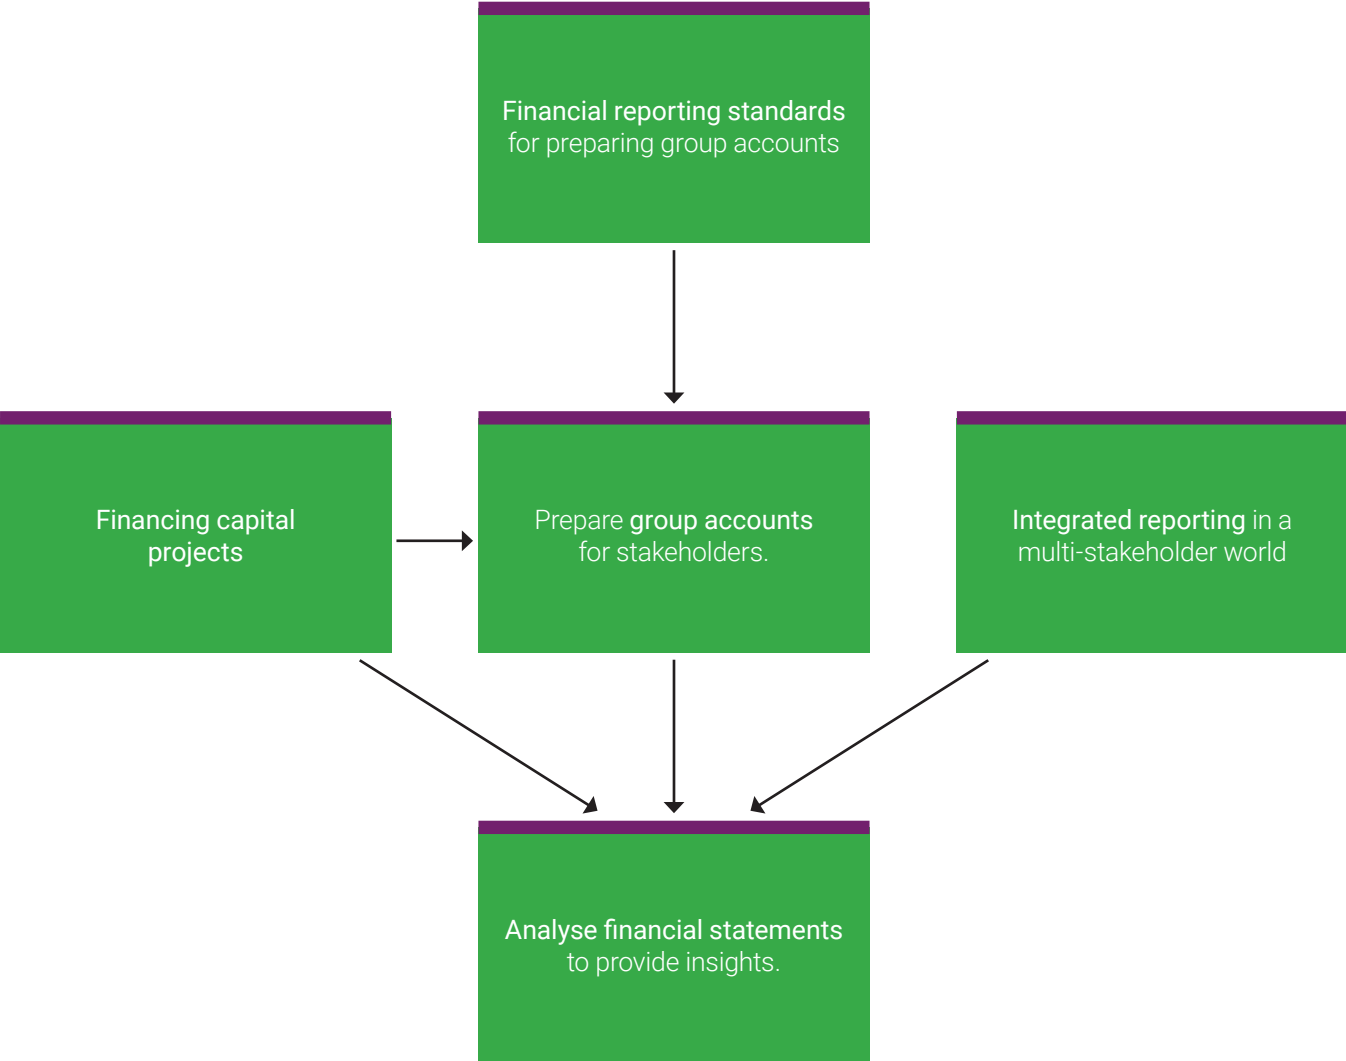 Financial reporting standards
for preparing group accounts
Financing capital
projects
Prepare group accounts
for stakeholders.
Integrated reporting in a
multi-stakeholder world
Analyse financial statements
to provide insights.